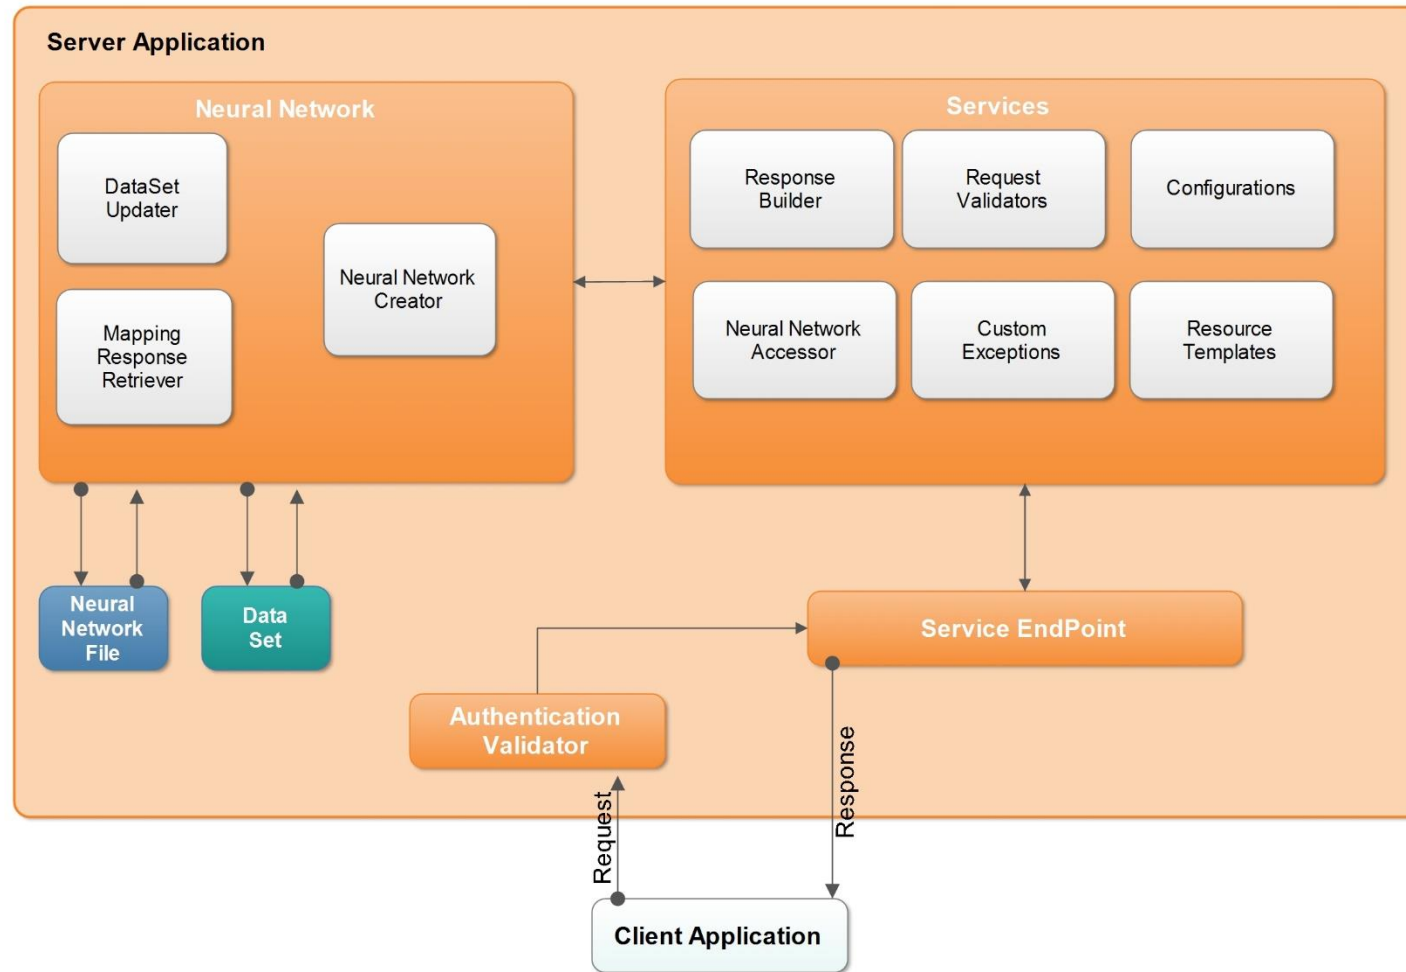 Server Application
Neural Network
DataSet
Updater
Neural Network
Creator
Mapping
Response
Retriever
Services
Response
Builder
Request
Validators
Configurations
Neural Network
Accessor
Custom
Exceptions
Resource
Templates
Neural
Network
File
Data
Set
Service EndPoint
Authentication
Validator
Request
Response
Client Application